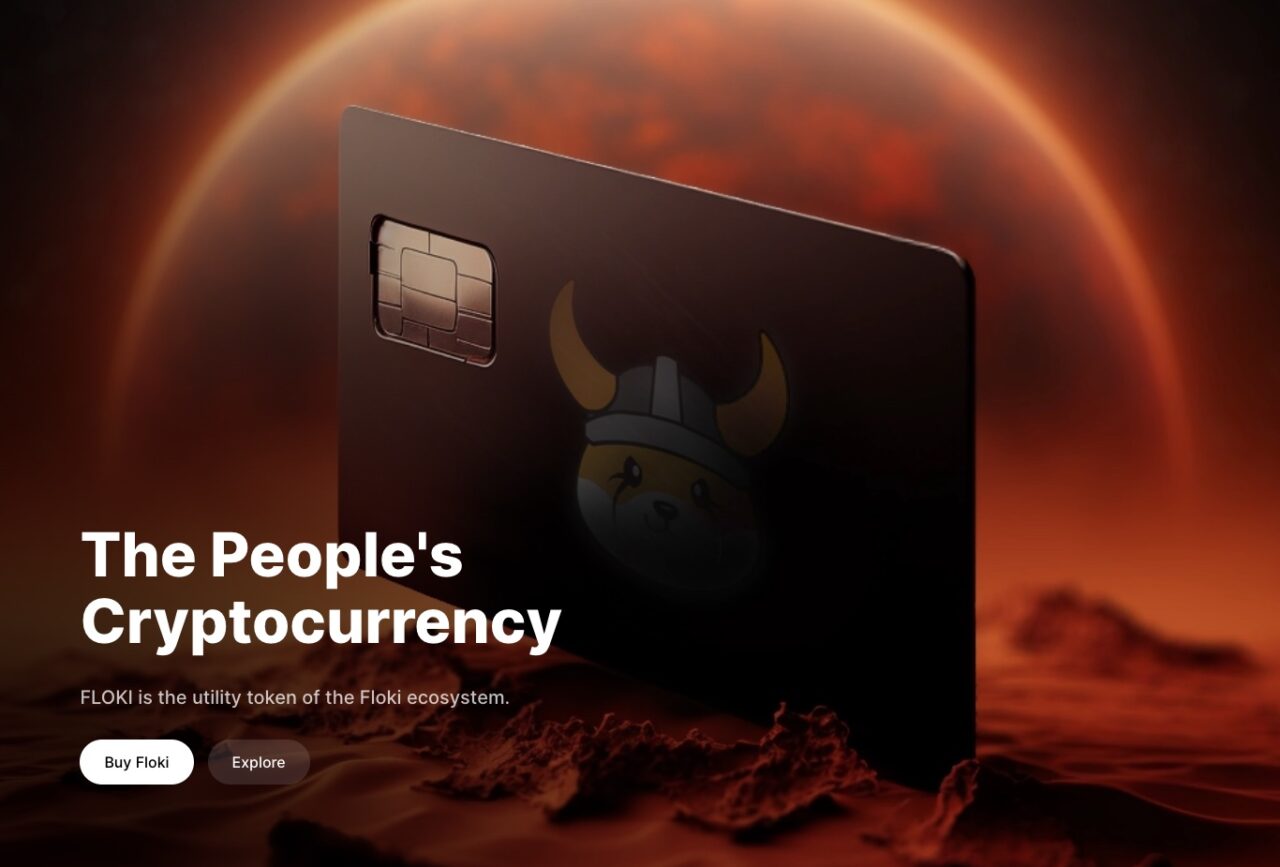 The People's
Cryptocurrency
FLOKI is the utility token of the Floki ecosystem.
Buy Floki
Explore